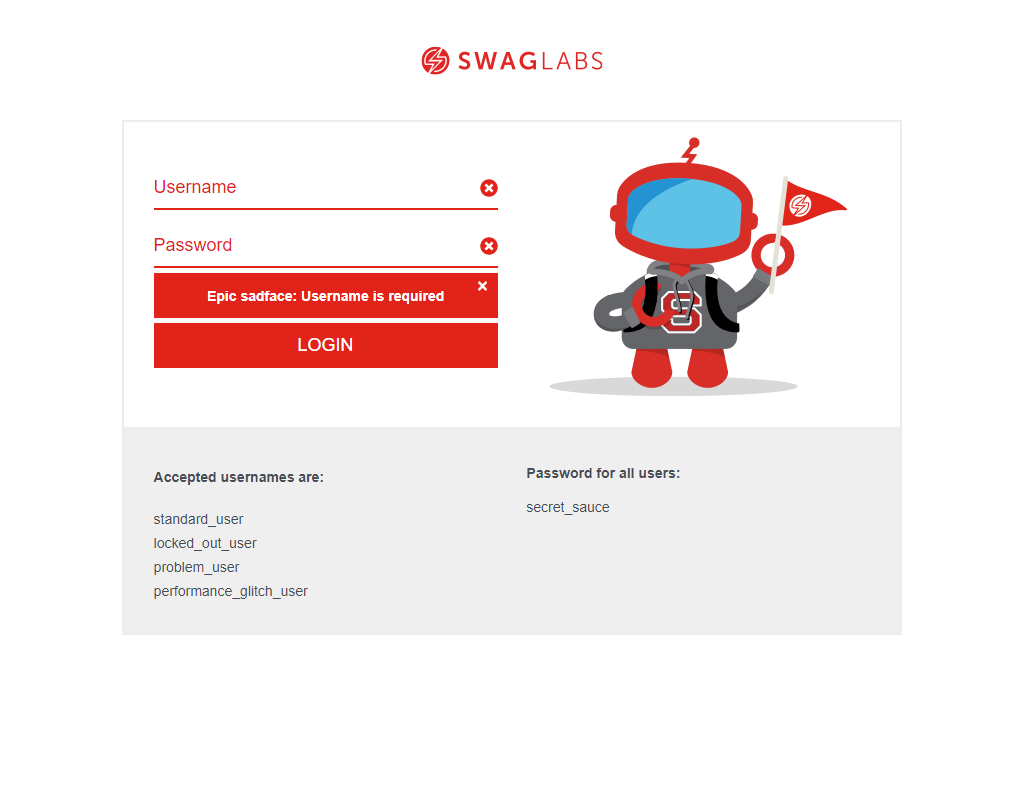 SWAGLABS
Username
Password
Epic sadface: Username is required
LOGIN
S
Accepted usernames are:
standard_user
locked_out_user
problem_user
performance_glitch_user
Password for all users:
secret_sauce